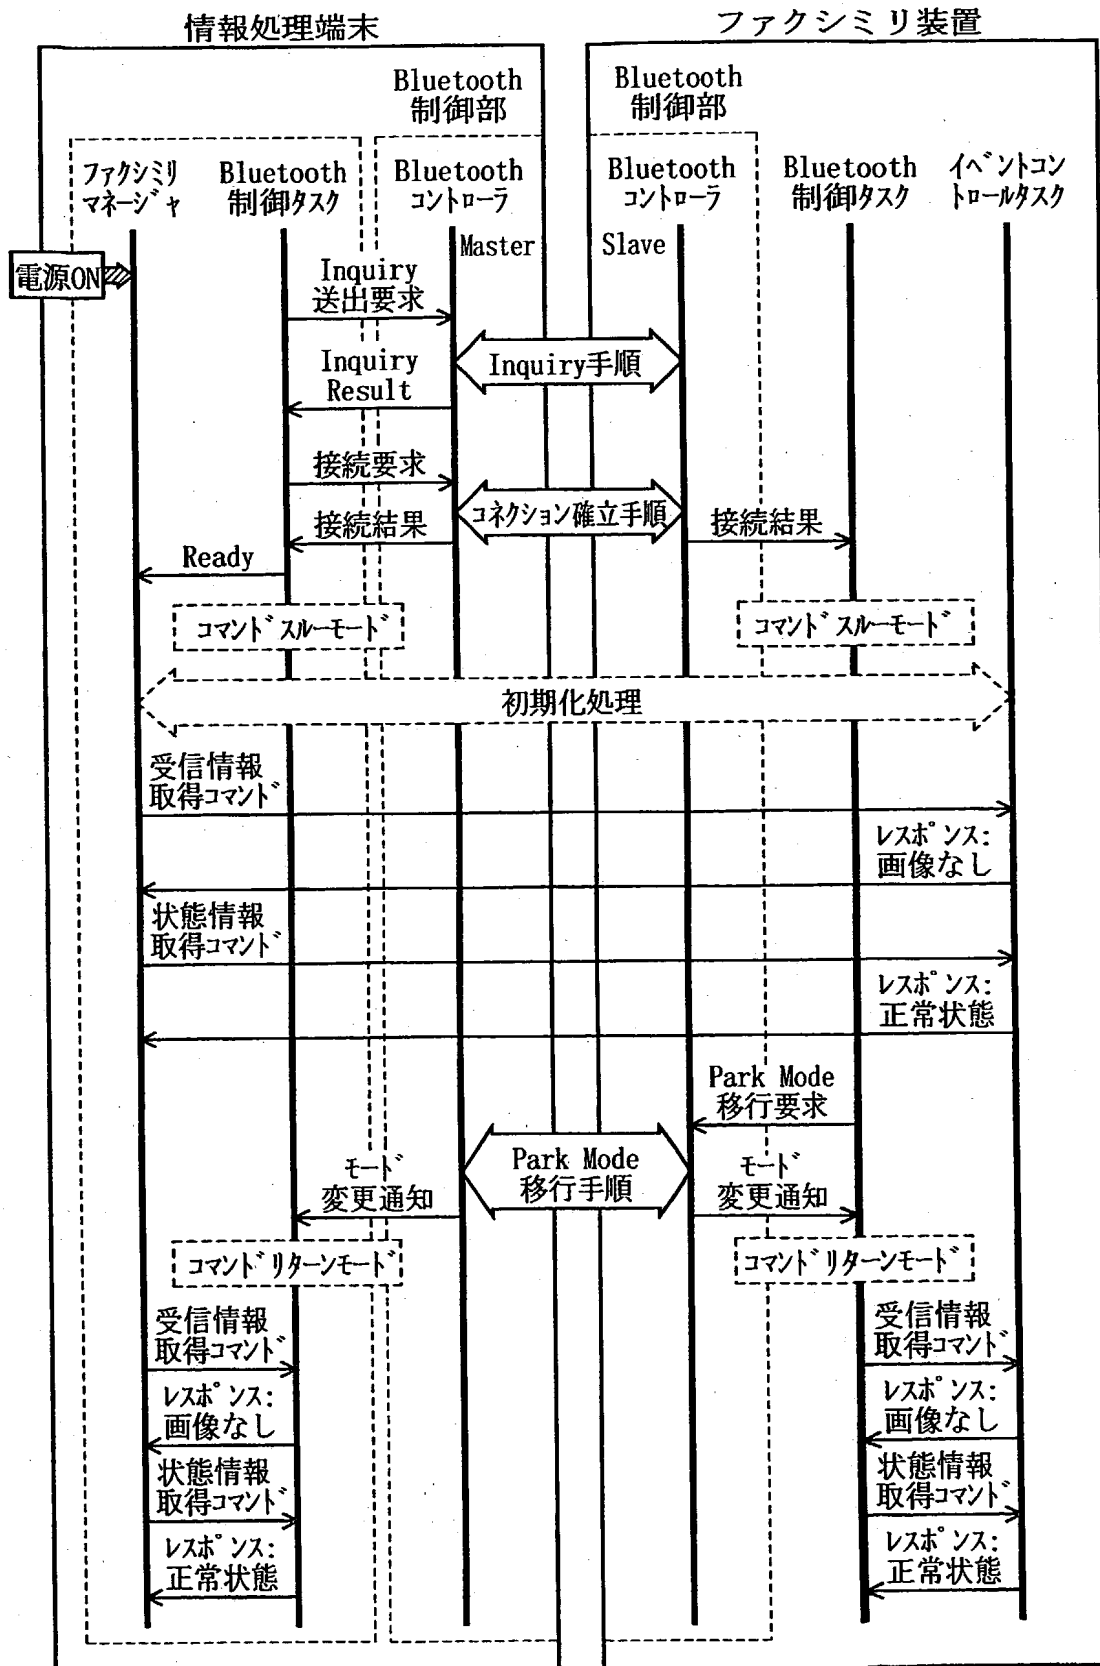 情報処理端末
ファクシミリ装置
Bluetooth
制御部
Bluetooth
制御部
ファクシミリ
マネージャ
Bluetooth
制御タスク
Bluetooth
コントローラ
Bluetooth
コントローラ
Bluetooth
制御タスク
イベントコン
トロールタスク
Master
Slave
電源ON
Inquiry
送出要求
Inquiry手順
Inquiry
Result
接続要求
コネクション確立手順
接続結果
接続結果
Ready
コマンドスルーモード
コマンドスルーモード
初期化処理
受信情報
取得コマンド
レスポンス:
画像なし
状態情報
取得コマンド
レスポンス:
正常状態
Park Mode
移行要求
Park Mode
移行手順
モード
変更通知
モード
変更通知
コマンドリターンモード
コマンドリターンモード
受信情報
取得コマンド
受信情報
取得コマンド
レスポンス:
画像なし
レスポンス:
画像なし
状態情報
取得コマンド
状態情報
取得コマンド
レスポンス:
正常状態
レスポンス:
正常状態